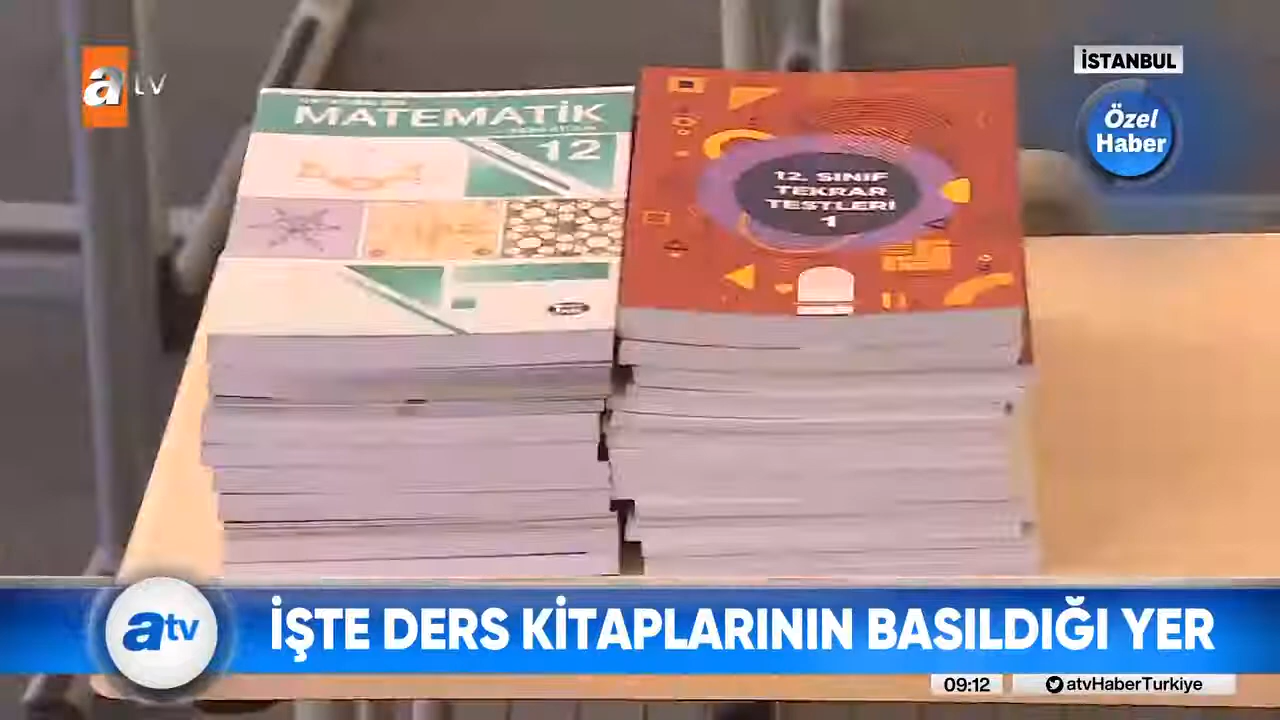 atv
İSTANBUL
Özel
Haber
MATEMATİK
12
12. SINIF
TEKRAR
TESTLERİ
1
atv
İŞTE DERS KİTAPLARININ BASILDIĞI YER
09:12
atvHaberTurkiye